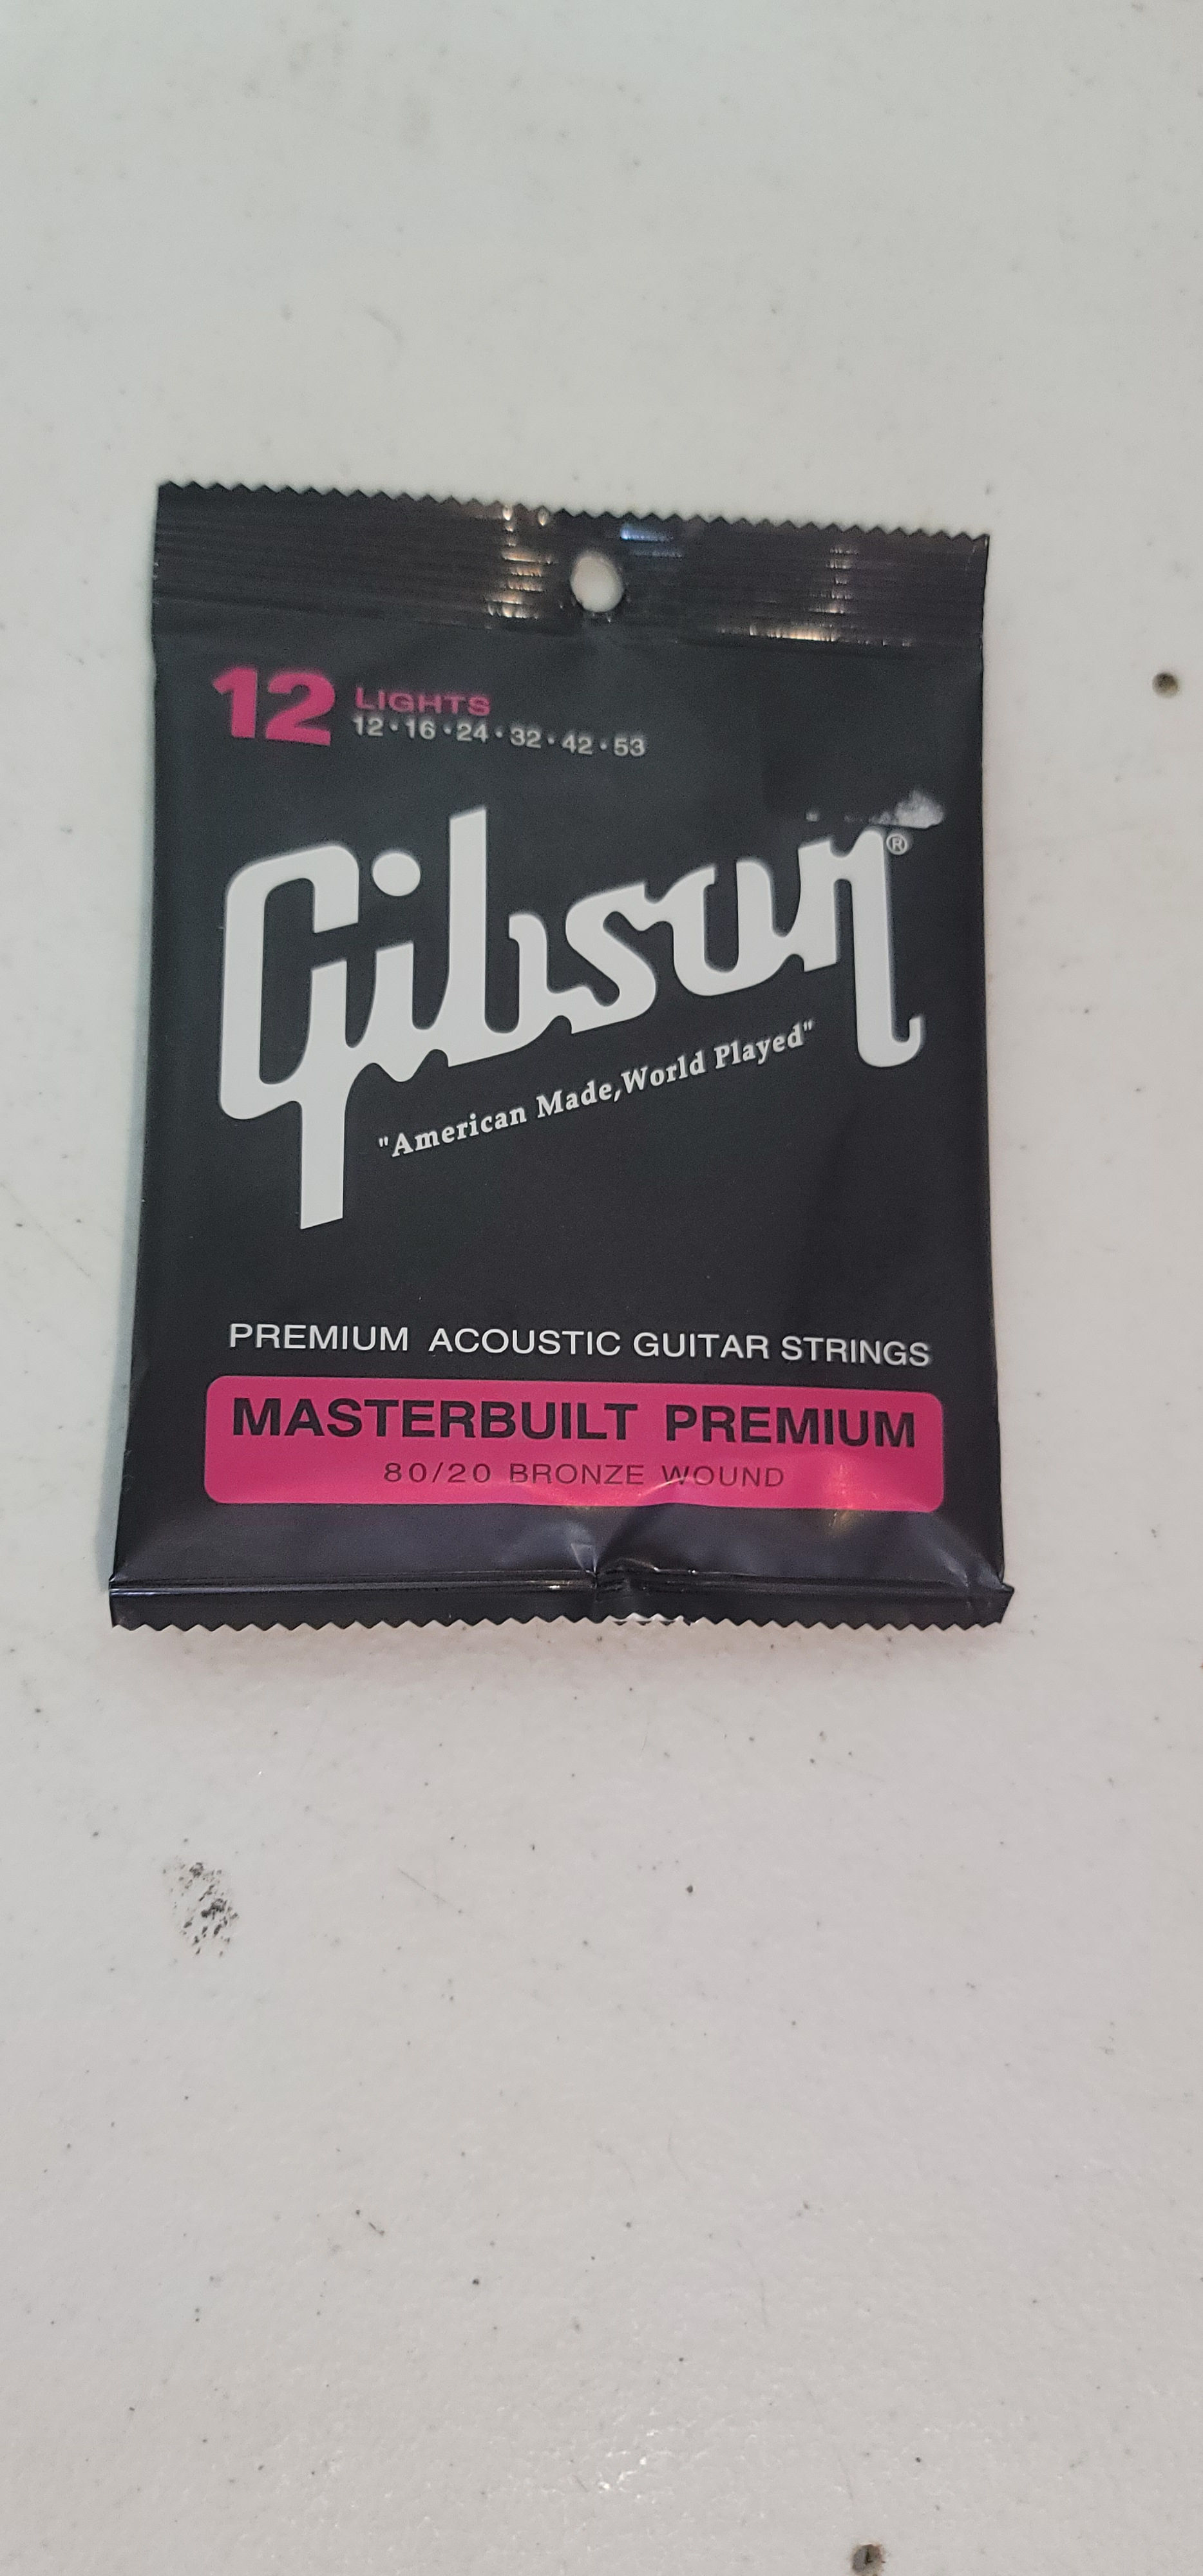 12 LIGHTS
12•16•24•32•42•53
Gibson®
"American Made,World Played"
PREMIUM ACOUSTIC GUITAR STRINGS
MASTERBUILT PREMIUM
80/20 BRONZE WOUND